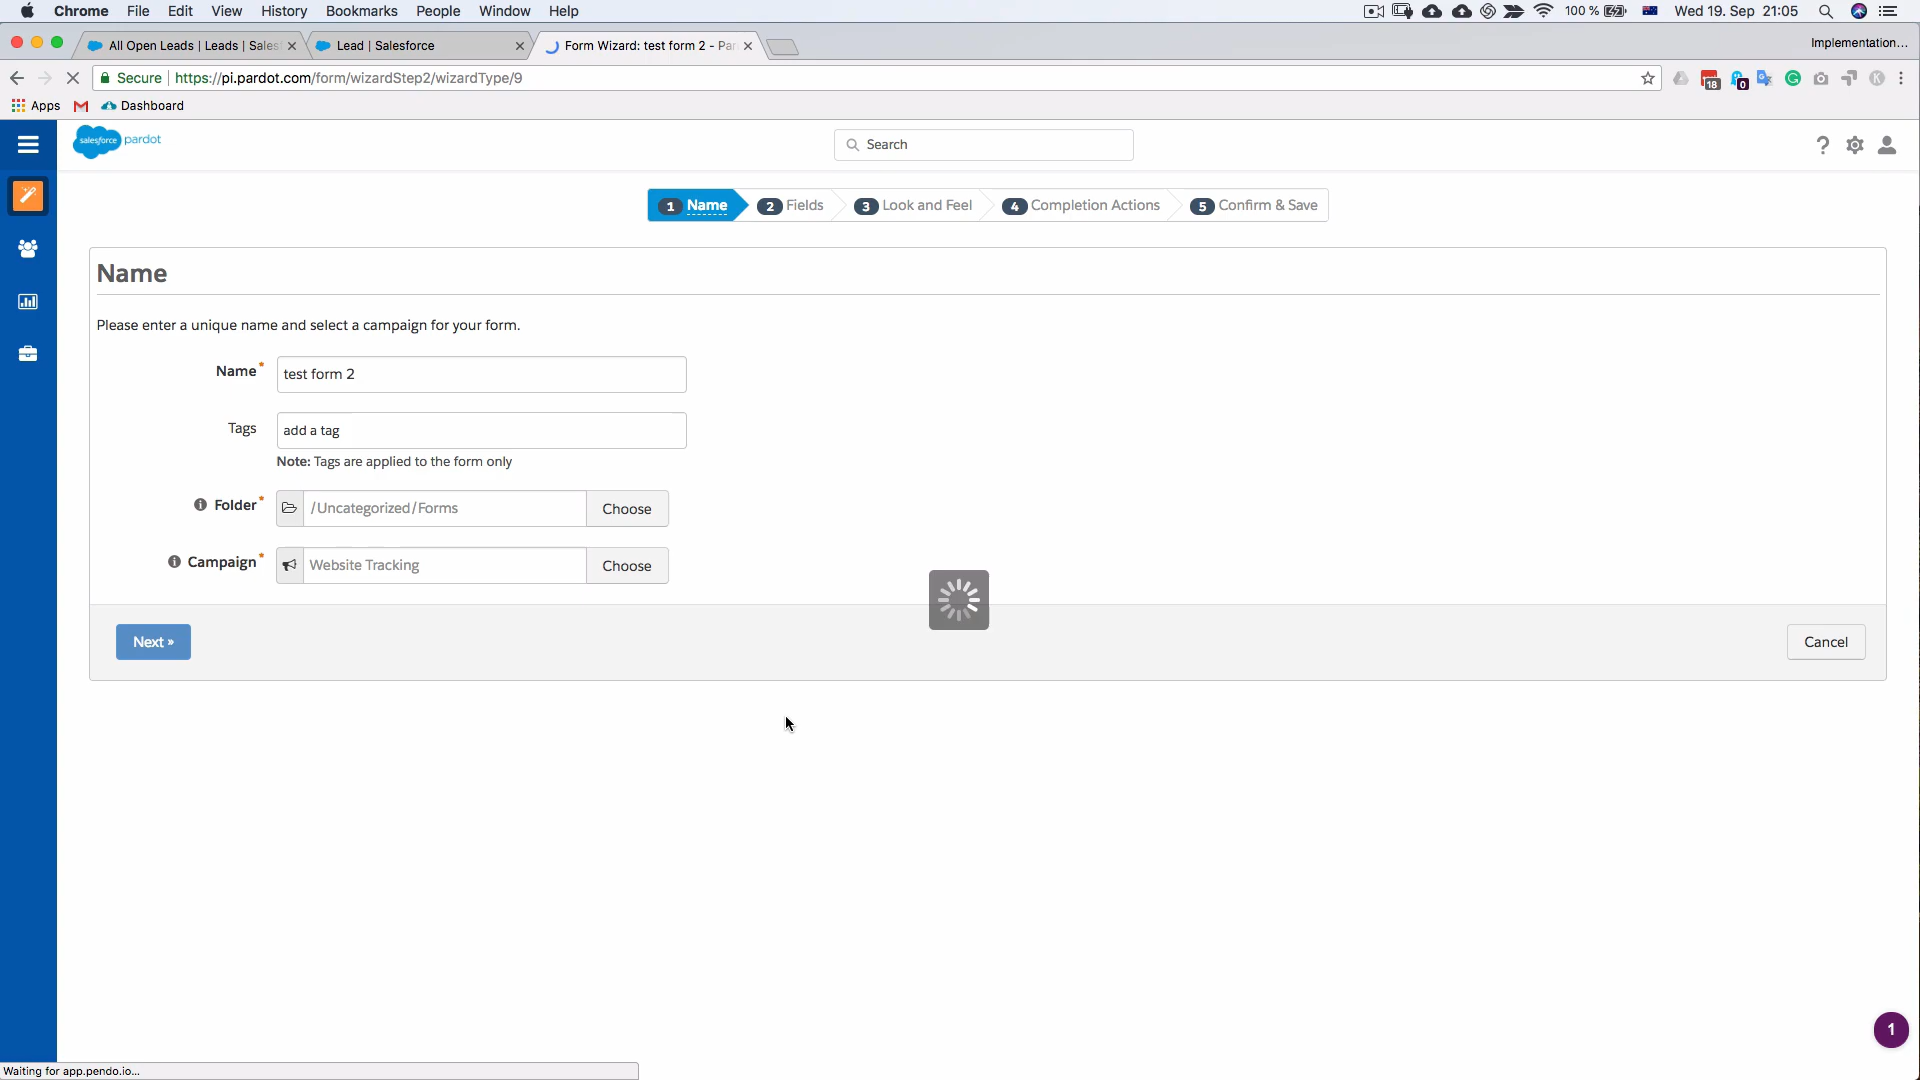 Chrome File Edit View History Bookmarks People Window Help 100 % Wed 19. Sep 21:05
All Open Leads | Leads | Sales Lead | Salesforce Form Wizard: test form 2 - Par Implementation...
Secure https://pi.pardot.com/form/wizardStep2/wizardType/9 18 0 G K
Apps Dashboard
salesforce pardot Search ?
1 Name 2 Fields 3 Look and Feel 4 Completion Actions 5 Confirm & Save
Name
Please enter a unique name and select a campaign for your form.
Name* test form 2
Tags add a tag
Note: Tags are applied to the form only
Folder* /Uncategorized/Forms Choose
Campaign* Website Tracking Choose
Next » Cancel
1
Waiting for app.pendo.io...